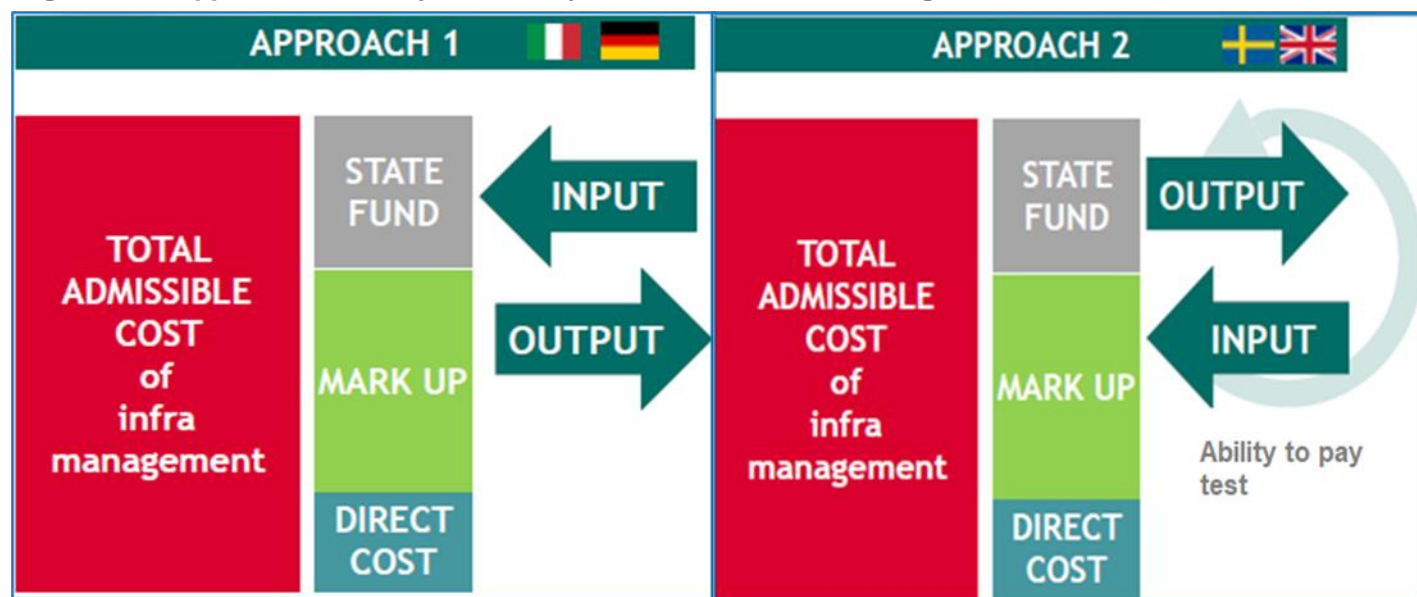 APPROACH 1
TOTAL
ADMISSIBLE
COST
of
infra
management
STATE
FUND
MARK UP
DIRECT
COST
INPUT
OUTPUT
APPROACH 2
TOTAL
ADMISSIBLE
COST
of
infra
management
STATE
FUND
MARK UP
DIRECT
COST
OUTPUT
INPUT
Ability to pay
test